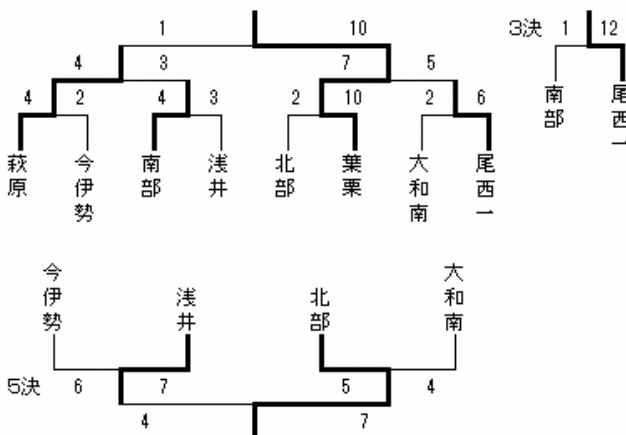 1 10 3決 1 12
4 3 7 5
4 2 4 3 2 10 2 6
南部 尾西一
萩原 今伊勢 南部 浅井 北部 葉栗 大和南 尾西一
今伊勢 浅井 北部 大和南
5決 6 7 5 4
4 7